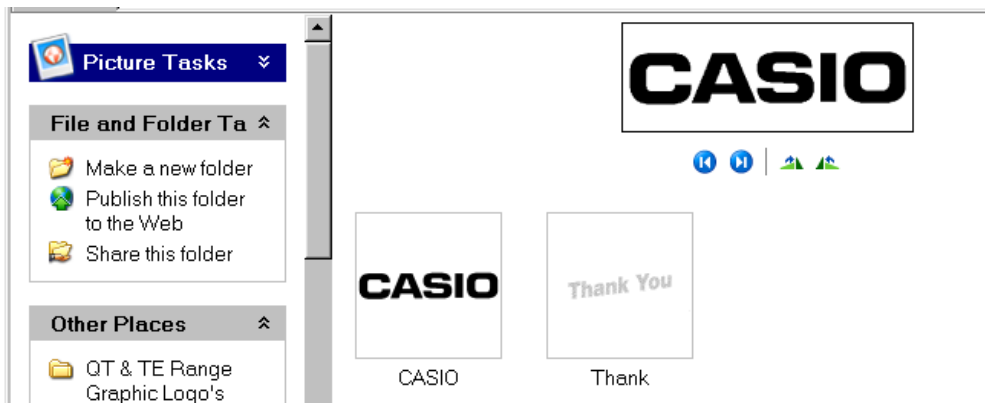 Picture Tasks
File and Folder Ta
Make a new folder
Publish this folder
to the Web
Share this folder
Other Places
QT & TE Range
Graphic Logo's
CASIO
CASIO
Thank You
CASIO
Thank